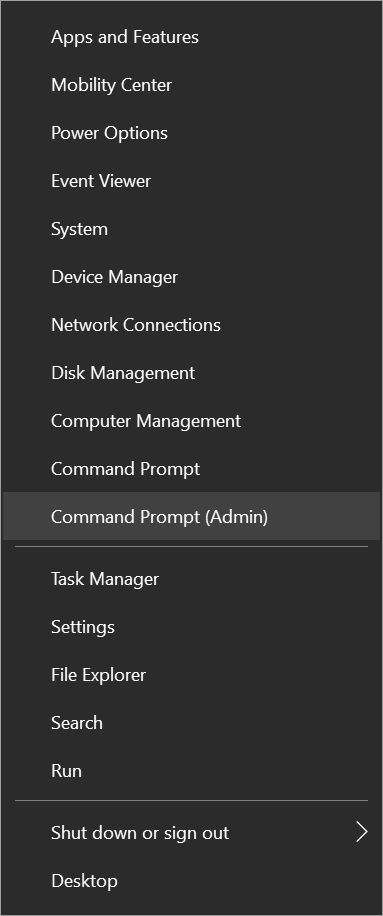 Apps and Features
Mobility Center
Power Options
Event Viewer
System
Device Manager
Network Connections
Disk Management
Computer Management
Command Prompt
Command Prompt (Admin)
Task Manager
Settings
File Explorer
Search
Run
Shut down or sign out
Desktop